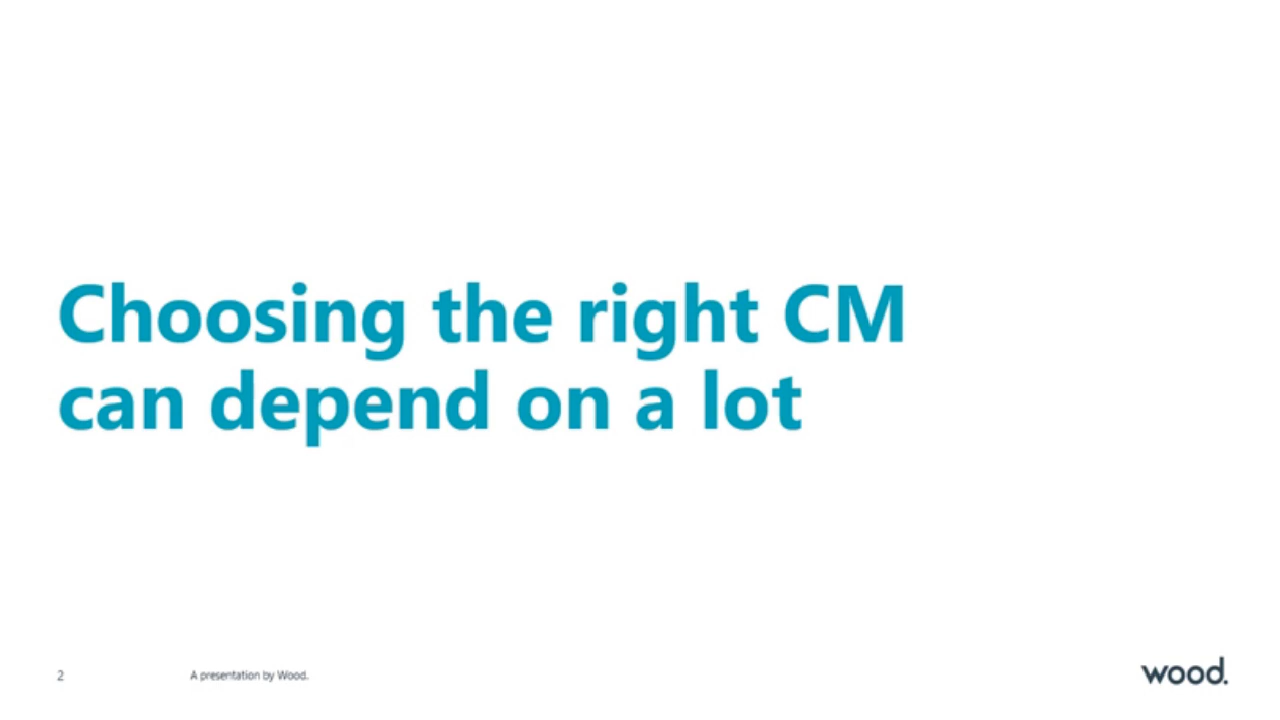 Choosing the right CM
can depend on a lot
2
A presentation by Wood.
wood.